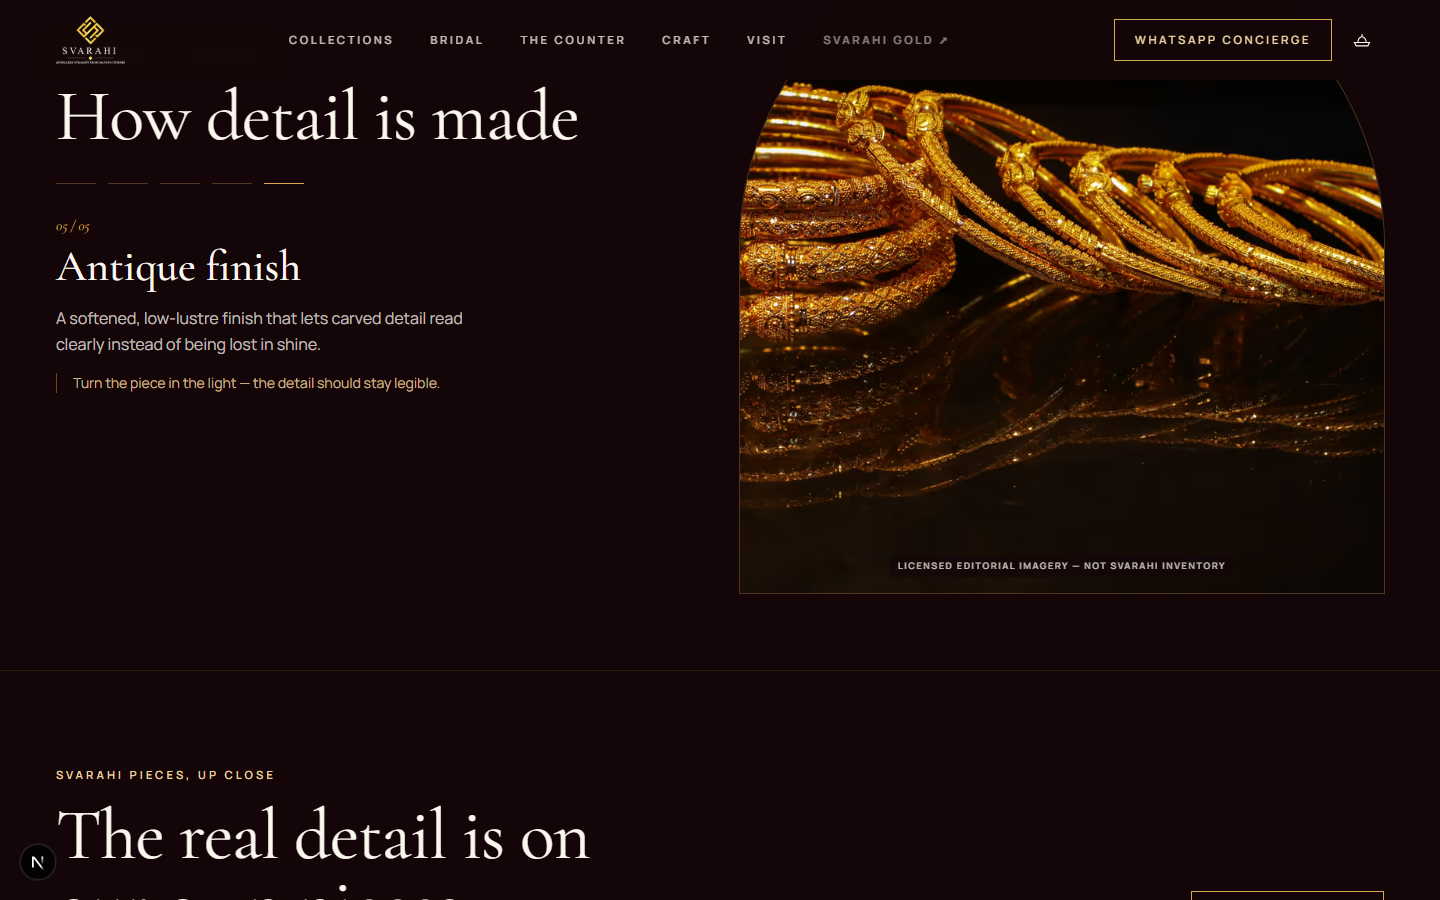 SVARAHI
COLLECTIONS
BRIDAL
THE COUNTER
CRAFT
VISIT
SVARAHI GOLD ↗
WHATSAPP CONCIERGE
How detail is made
05 / 05
Antique finish
A softened, low-lustre finish that lets carved detail read
clearly instead of being lost in shine.
Turn the piece in the light — the detail should stay legible.
LICENSED EDITORIAL IMAGERY — NOT SVARAHI INVENTORY
SVARAHI PIECES, UP CLOSE
The real detail is on
N